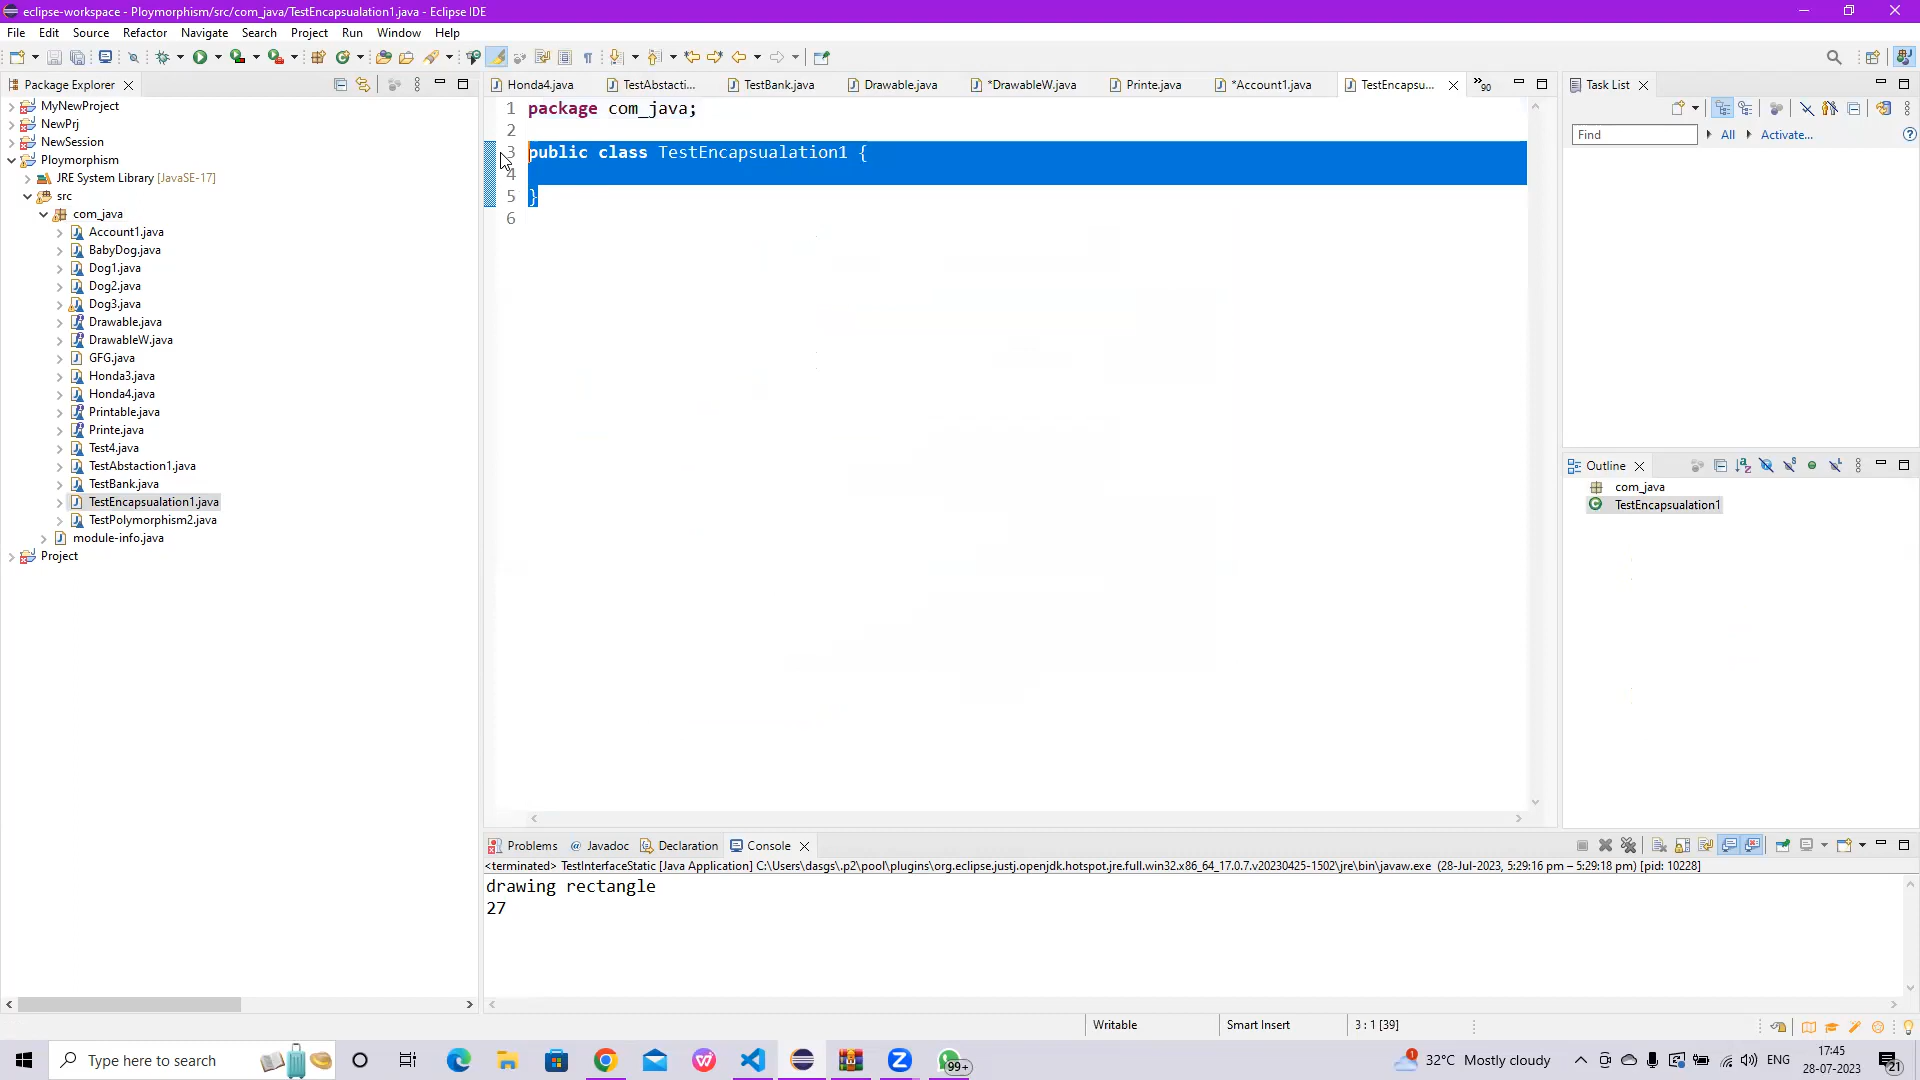 eclipse-workspace - Ploymorphism/src/com_java/TestEncapsualation1.java - Eclipse IDE
File Edit Source Refactor Navigate Search Project Run Window Help
Package Explorer
MyNewProject
NewPrj
NewSession
Ploymorphism
JRE System Library [JavaSE-17]
src
com_java
Account1.java
BabyDog.java
Dog1.java
Dog2.java
Dog3.java
Drawable.java
DrawableW.java
GFG.java
Honda3.java
Honda4.java
Printable.java
Printe.java
Test4.java
TestAbstaction1.java
TestBank.java
TestEncapsualation1.java
TestPolymorphism2.java
module-info.java
Project
Honda4.java TestAbstacti... TestBank.java Drawable.java *DrawableW.java Printe.java *Account1.java TestEncapsu... 90
1 package com_java;
2
3 public class TestEncapsualation1 {
4
5 }
6
Task List
Find All Activate...
Outline
com_java
TestEncapsualation1
Problems @ Javadoc Declaration Console
<terminated> TestInterfaceStatic [Java Application] C:\Users\dasgs\.p2\pool\plugins\org.eclipse.justj.openjdk.hotspot.jre.full.win32.x86_64_17.0.7.v20230425-1502\jre\bin\javaw.exe (28-Jul-2023, 5:29:16 pm – 5:29:18 pm) [pid: 10228]
drawing rectangle
27
Writable Smart Insert 3 : 1 [39]
Type here to search
99+
1 32°C Mostly cloudy ENG
17:45
28-07-2023
21